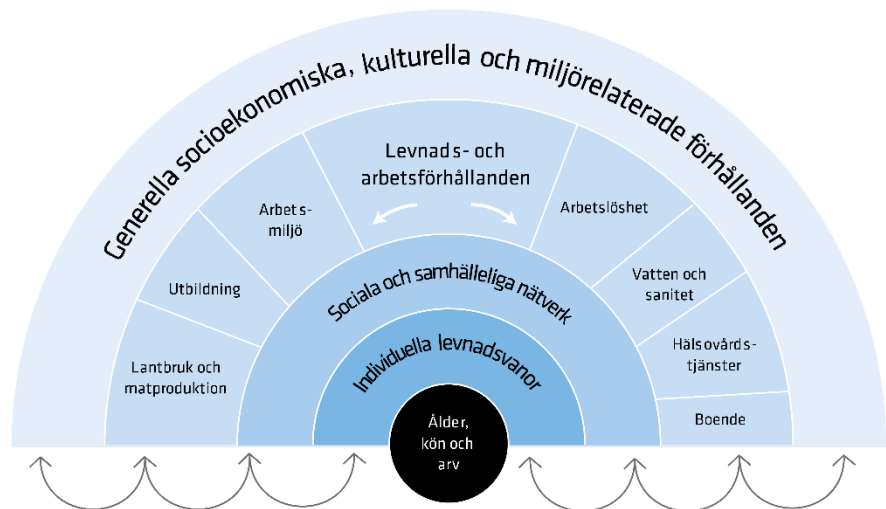 Generella socioekonomiska, kulturella och miljörelaterade förhållanden
Levnads- och
arbetsförhållanden
Arbets-
miljö
Arbetslöshet
Utbildning
Vatten och
sanitet
Lantbruk och
matproduktion
Hälsovårds-
tjänster
Boende
Sociala och samhälleliga nätverk
Individuella levnadsvanor
Ålder,
kön och
arv